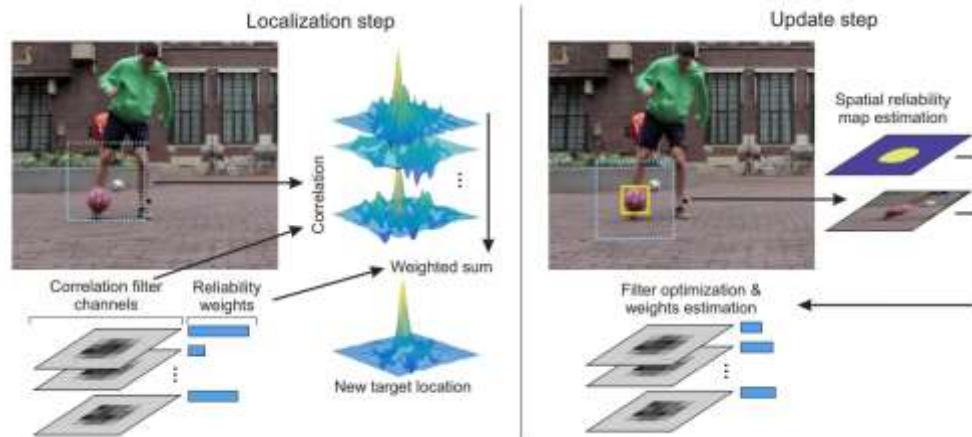 Localization step
Correlation
...
Weighted sum
Correlation filter
channels
Reliability
weights
...
New target location
Update step
Spatial reliability
map estimation
Filter optimization &
weights estimation
...